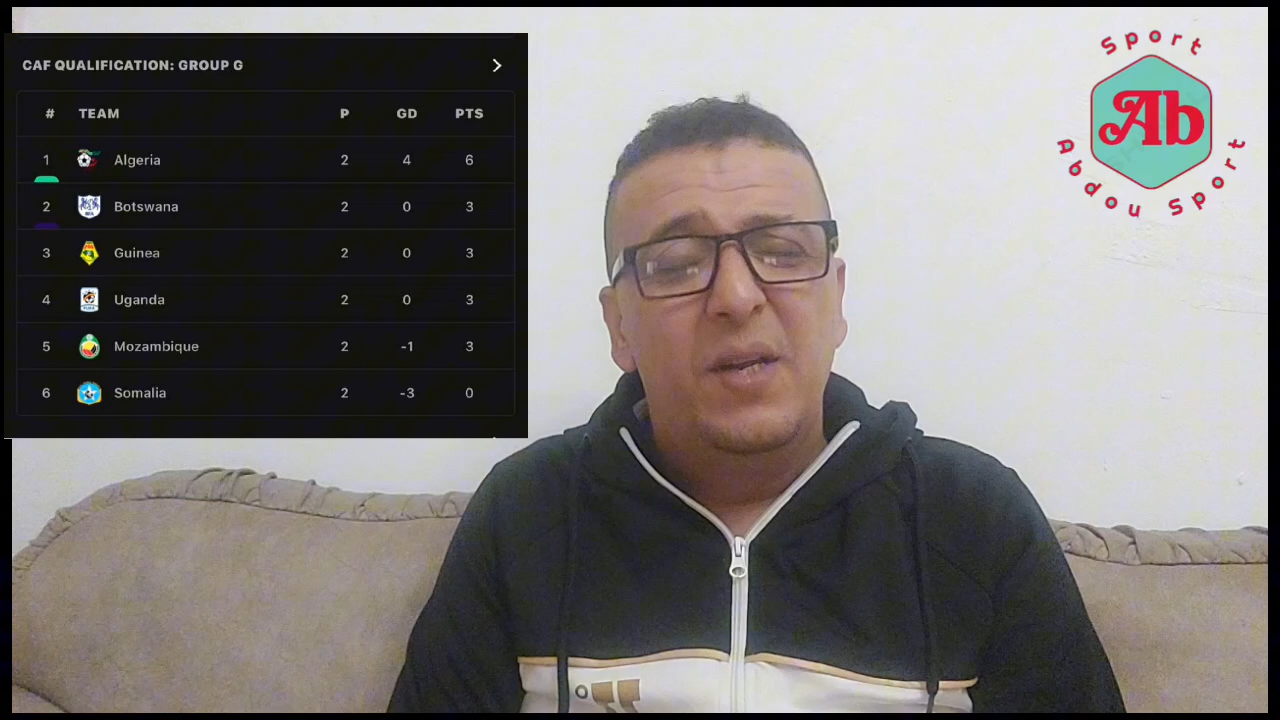 CAF QUALIFICATION: GROUP G
# TEAM P GD PTS
1 Algeria 2 4 6
2 Botswana 2 0 3
3 Guinea 2 0 3
4 Uganda 2 0 3
5 Mozambique 2 -1 3
6 Somalia 2 -3 0
Sport
Ab
Abdou Sport